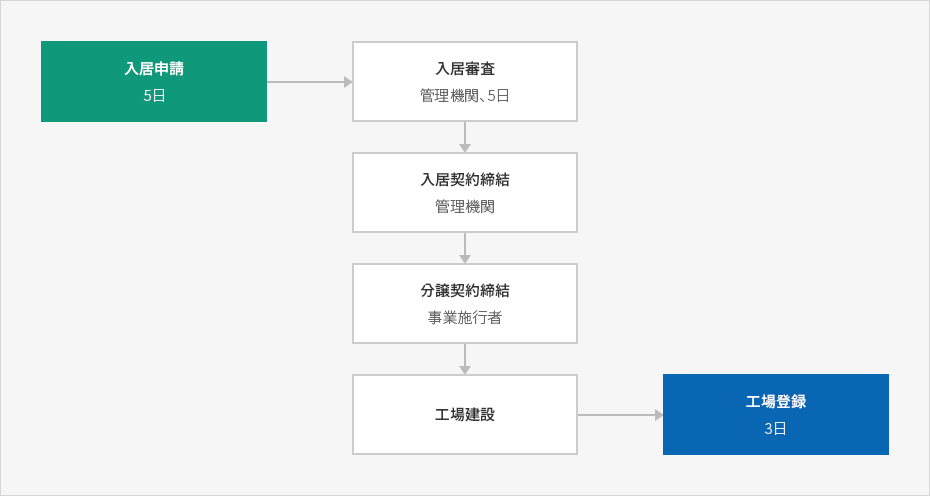 入居申請
5日
入居審査
管理機関、5日
入居契約締結
管理機関
分譲契約締結
事業施行者
工場建設
工場登録
3日